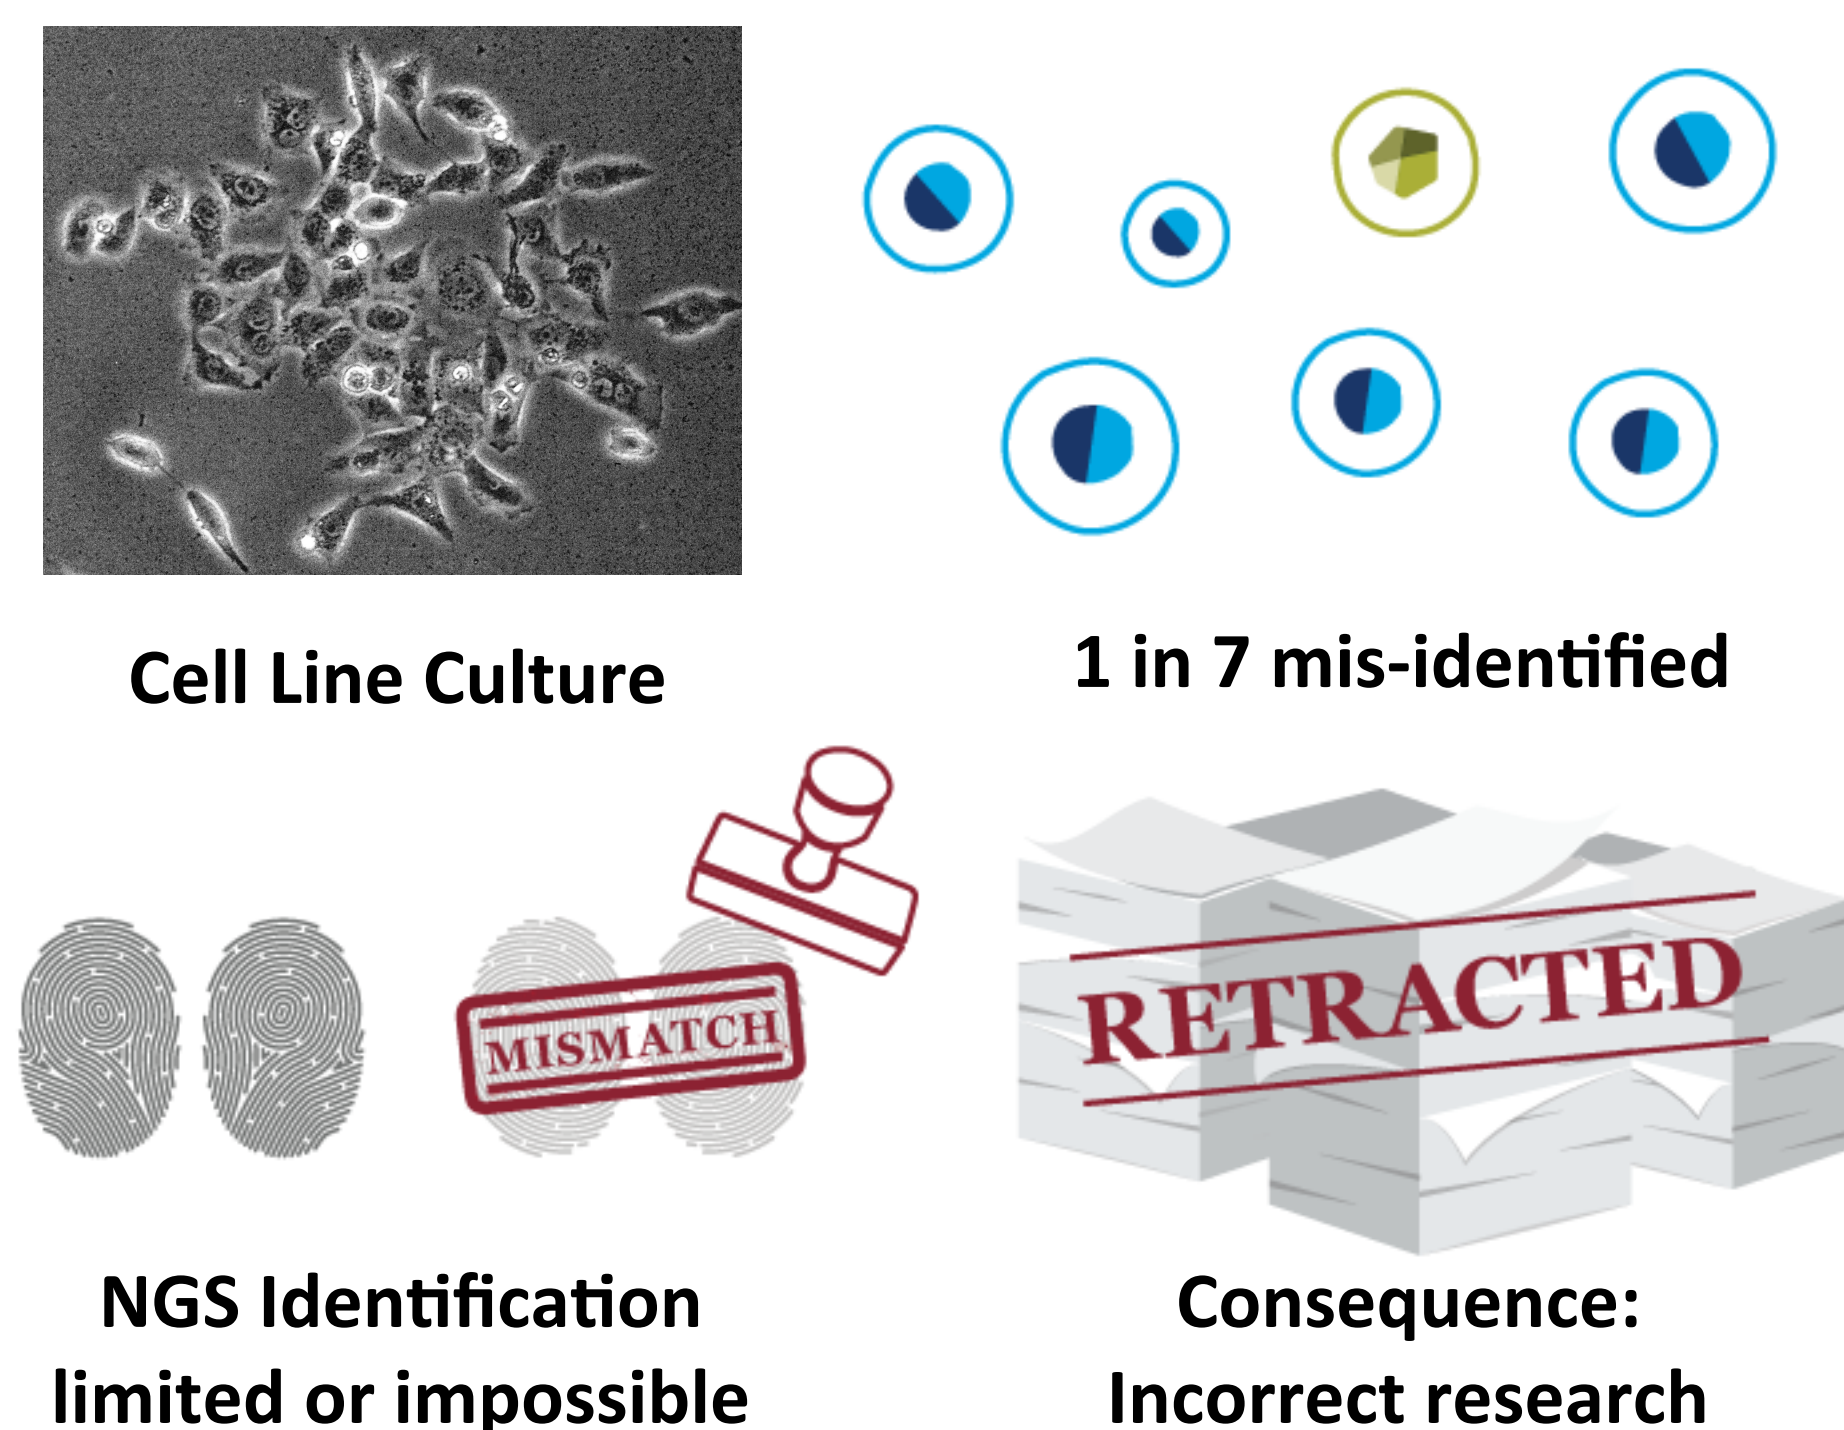 Cell Line Culture
1 in 7 mis-identified
MISMATCH
RETRACTED
NGS Identification
limited or impossible
Consequence:
Incorrect research